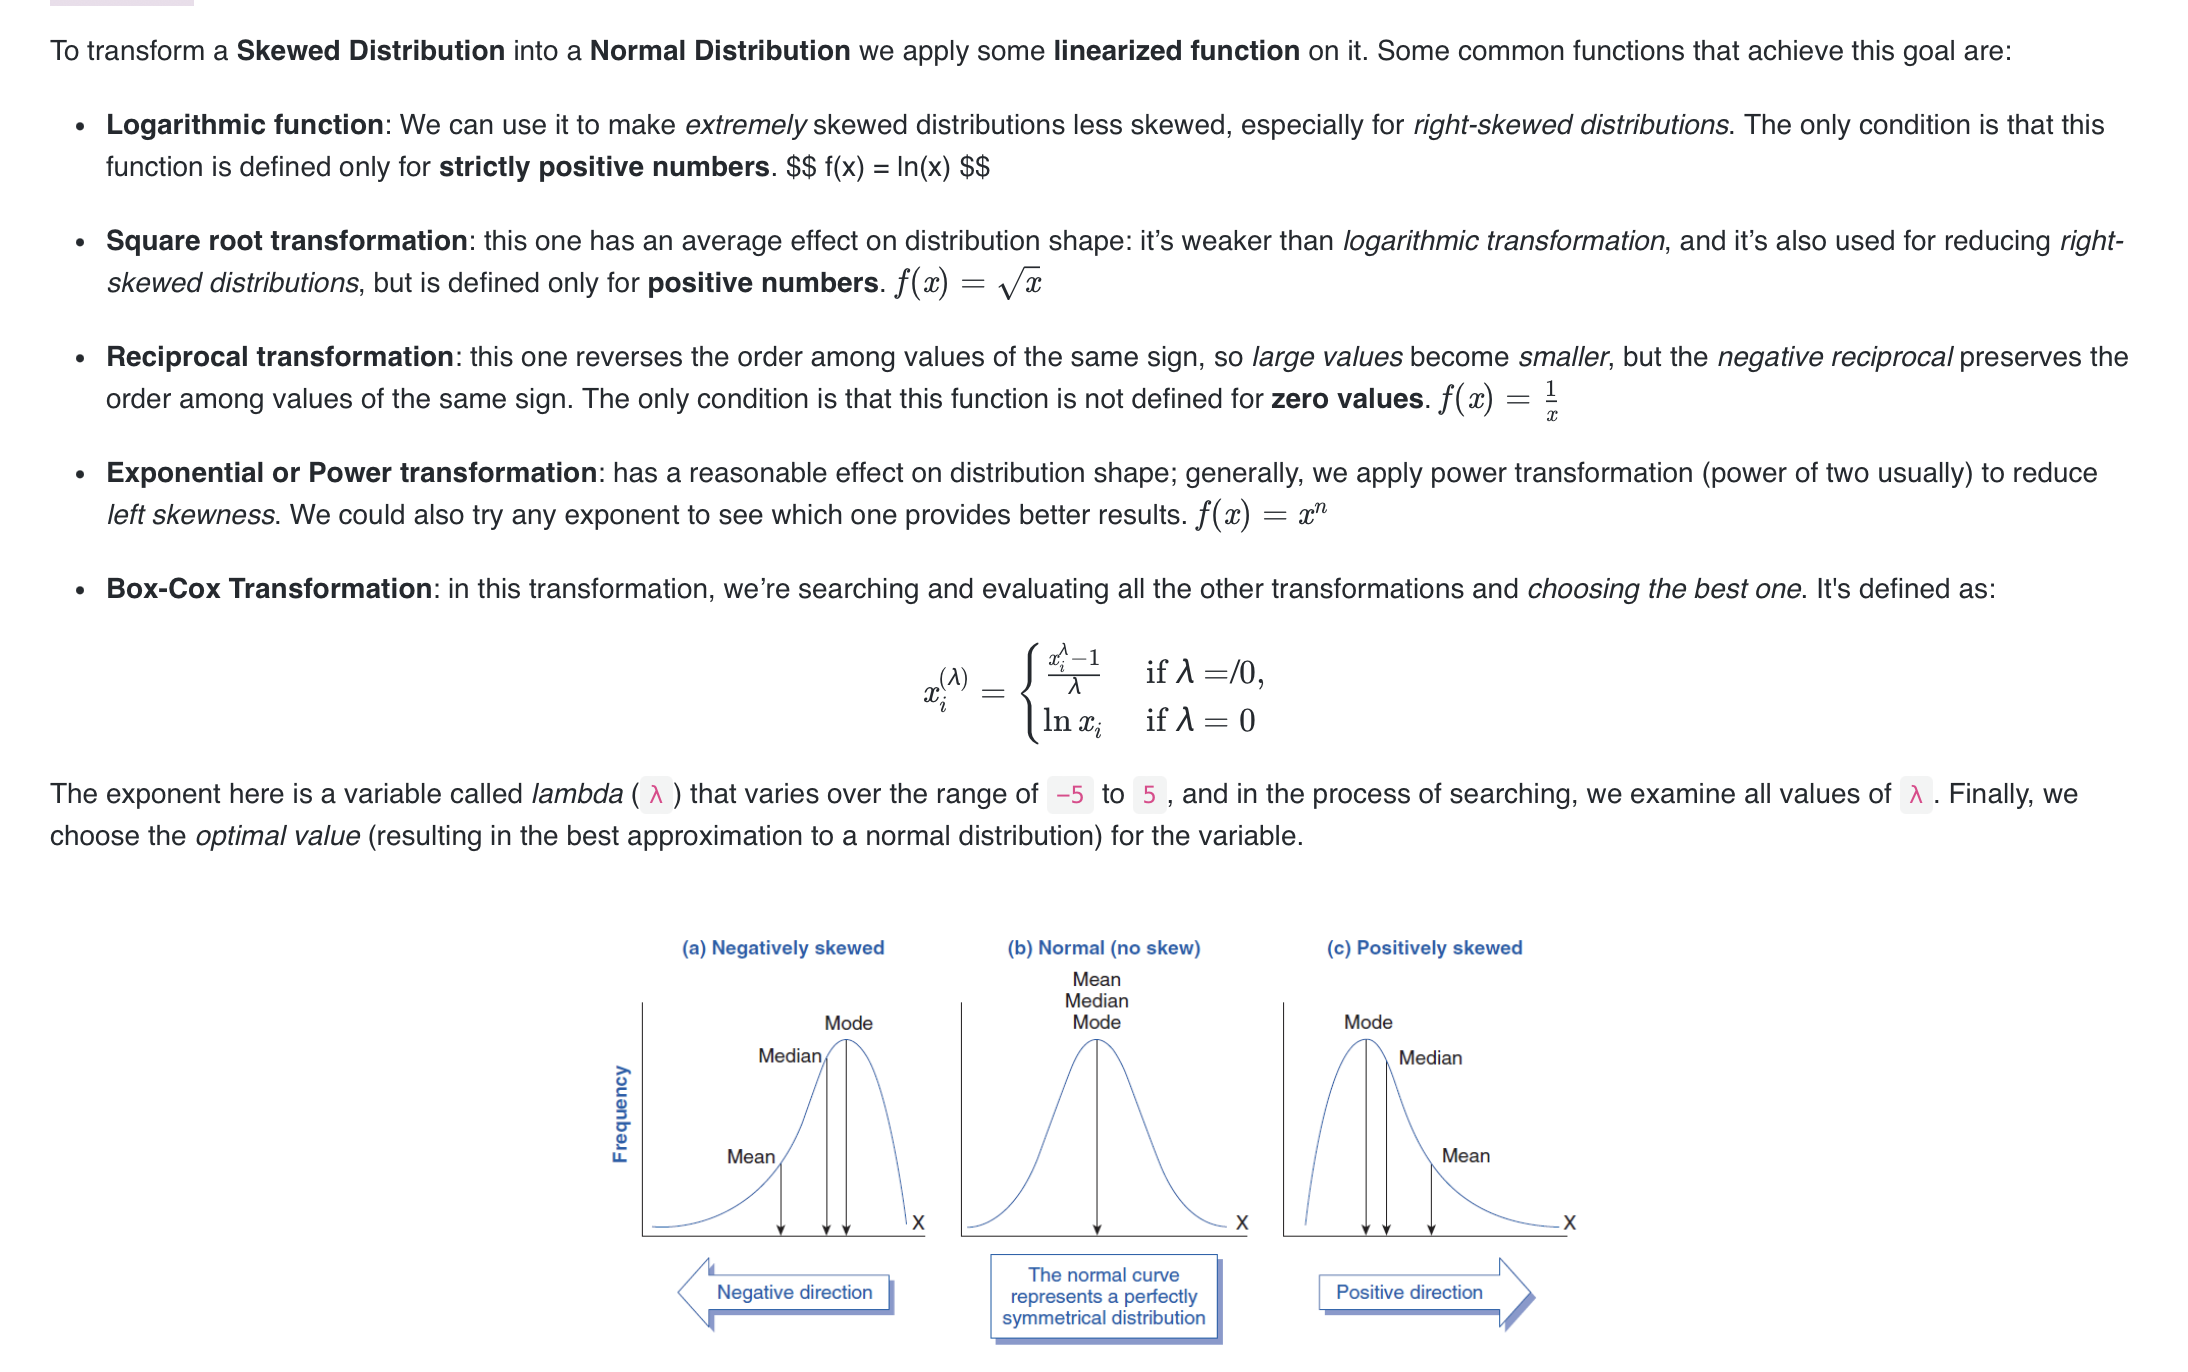 To transform a Skewed Distribution into a Normal Distribution we apply some linearized function on it. Some common functions that achieve this goal are:
• Logarithmic function: We can use it to make extremely skewed distributions less skewed, especially for right-skewed distributions. The only condition is that this
function is defined only for strictly positive numbers. $$ f(x) = ln(x) $$
• Square root transformation: this one has an average effect on distribution shape: it’s weaker than logarithmic transformation, and it’s also used for reducing right-
skewed distributions, but is defined only for positive numbers. f(x) = √x
• Reciprocal transformation: this one reverses the order among values of the same sign, so large values become smaller, but the negative reciprocal preserves the
order among values of the same sign. The only condition is that this function is not defined for zero values. f(x) = 1/x
• Exponential or Power transformation: has a reasonable effect on distribution shape; generally, we apply power transformation (power of two usually) to reduce
left skewness. We could also try any exponent to see which one provides better results. f(x) = xⁿ
• Box-Cox Transformation: in this transformation, we’re searching and evaluating all the other transformations and choosing the best one. It's defined as:
x_i^(λ) = { (x_i^λ − 1)/λ if λ =/0,
ln x_i if λ = 0
The exponent here is a variable called lambda ( λ ) that varies over the range of -5 to 5 , and in the process of searching, we examine all values of λ . Finally, we
choose the optimal value (resulting in the best approximation to a normal distribution) for the variable.
(a) Negatively skewed
Mode
Median
Mean
Frequency
X
Negative direction
(b) Normal (no skew)
Mean
Median
Mode
X
The normal curve
represents a perfectly
symmetrical distribution
(c) Positively skewed
Mode
Median
Mean
X
Positive direction